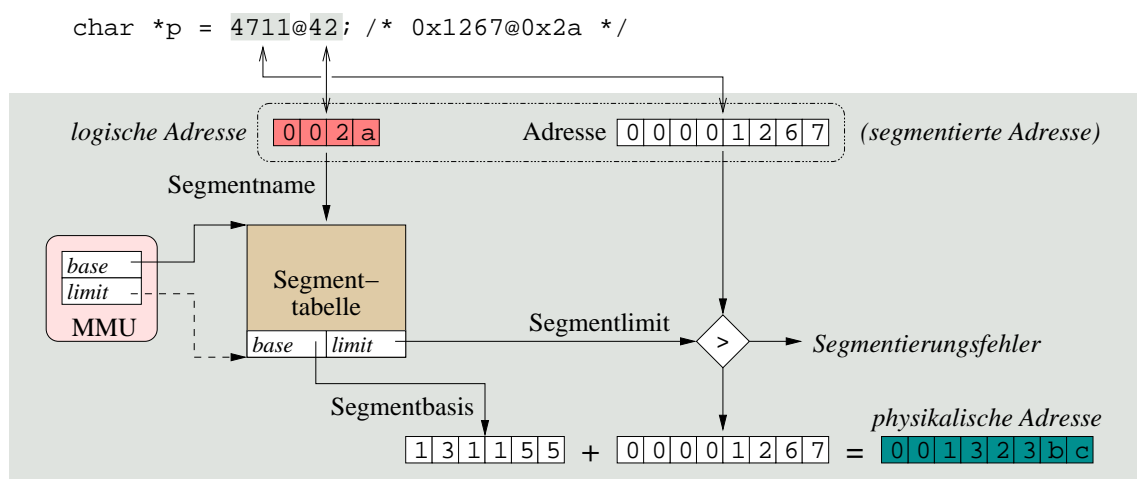 char *p = 4711@42; /* 0x1267@0x2a */
logische Adresse 0 0 2 a Adresse 0 0 0 0 1 2 6 7 (segmentierte Adresse)
Segmentname
base
limit
MMU
Segment–
tabelle
base limit
Segmentlimit
>
Segmentierungsfehler
Segmentbasis
physikalische Adresse
1 3 1 1 5 5 + 0 0 0 0 1 2 6 7 = 0 0 1 3 2 3 b c